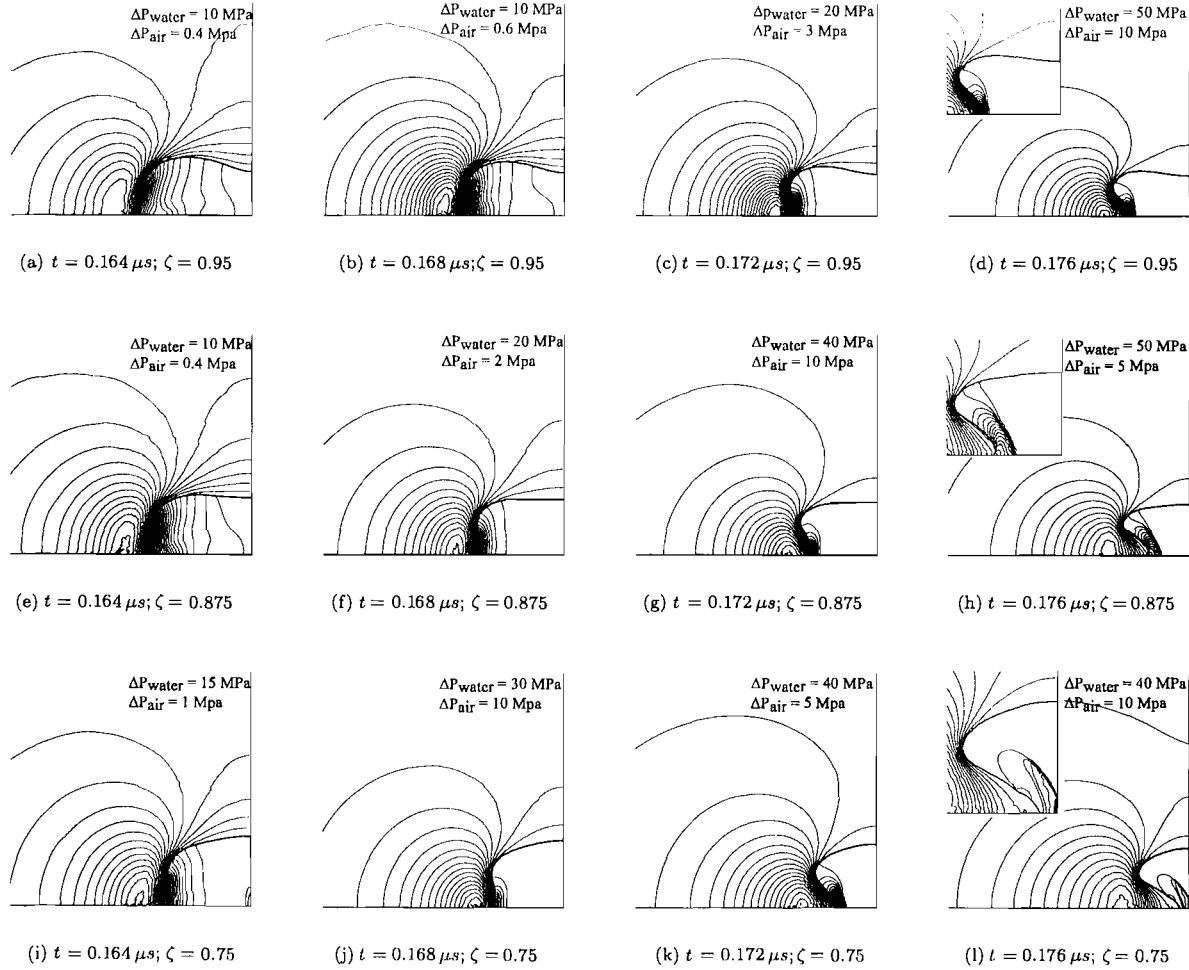 ΔPwater = 10 MPa
ΔPair = 0.4 Mpa
ΔPwater = 10 MPa
ΔPair = 0.6 Mpa
Δpwater = 20 MPa
ΔPair = 3 Mpa
ΔPwater = 50 MPa
ΔPair = 10 Mpa
(a) t = 0.164 μs; ζ = 0.95
(b) t = 0.168 μs;ζ = 0.95
(c) t = 0.172 μs; ζ = 0.95
(d) t = 0.176 μs; ζ = 0.95
ΔPwater = 10 MPa
ΔPair = 0.4 Mpa
ΔPwater = 20 MPa
ΔPair = 2 Mpa
ΔPwater = 40 MPa
ΔPair = 10 Mpa
ΔPwater = 50 MPa
ΔPair = 5 Mpa
(e) t = 0.164 μs; ζ = 0.875
(f) t = 0.168 μs; ζ = 0.875
(g) t = 0.172 μs; ζ = 0.875
(h) t = 0.176 μs; ζ = 0.875
ΔPwater = 15 MPa
ΔPair = 1 Mpa
ΔPwater = 30 MPa
ΔPair = 10 Mpa
ΔPwater = 40 MPa
ΔPair = 5 Mpa
ΔPwater = 40 MPa
ΔPair = 10 Mpa
(i) t = 0.164 μs; ζ = 0.75
(j) t = 0.168 μs; ζ = 0.75
(k) t = 0.172 μs; ζ = 0.75
(l) t = 0.176 μs; ζ = 0.75